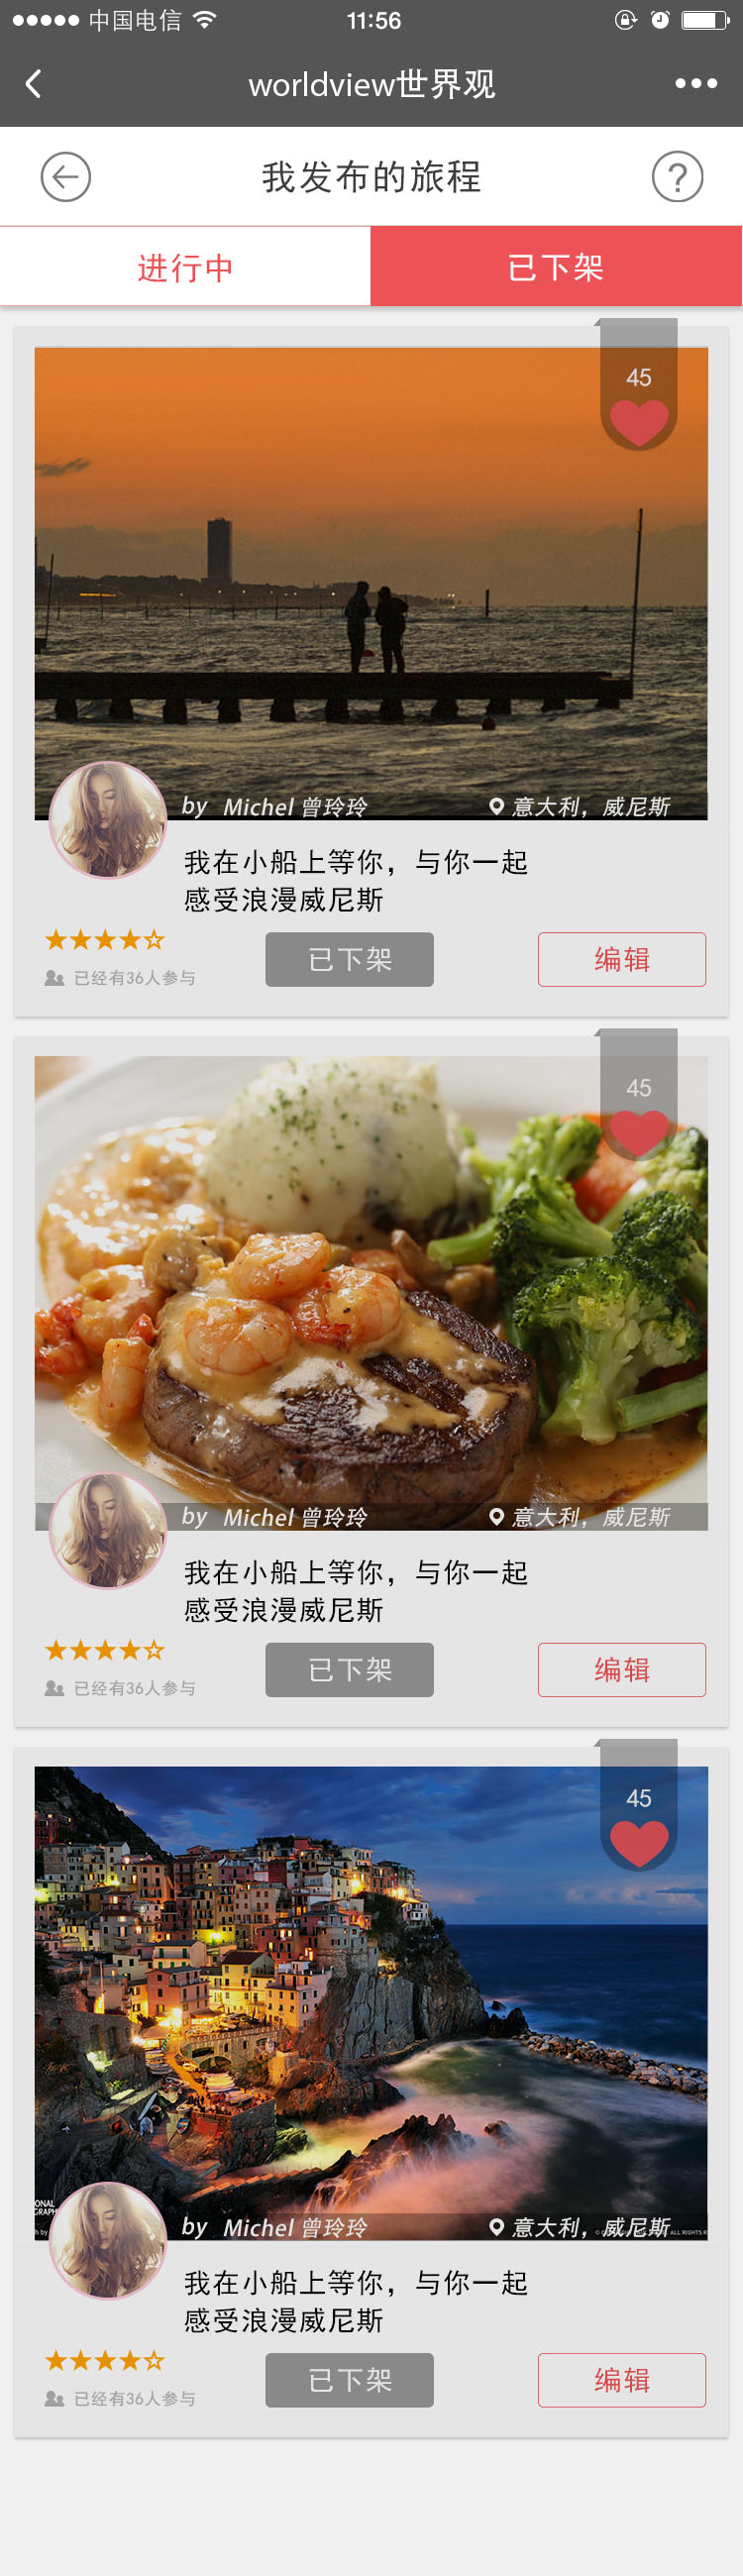 中国电信
11:56
worldview世界观
我发布的旅程
?
进行中
已下架
45
by Michel 曾玲玲
意大利，威尼斯
我在小船上等你，与你一起
感受浪漫威尼斯
已经有36人参与
已下架
编辑
45
by Michel 曾玲玲
意大利，威尼斯
我在小船上等你，与你一起
感受浪漫威尼斯
已经有36人参与
已下架
编辑
45
by Michel 曾玲玲
意大利，威尼斯
ALL RIGHTS R
我在小船上等你，与你一起
感受浪漫威尼斯
已经有36人参与
已下架
编辑